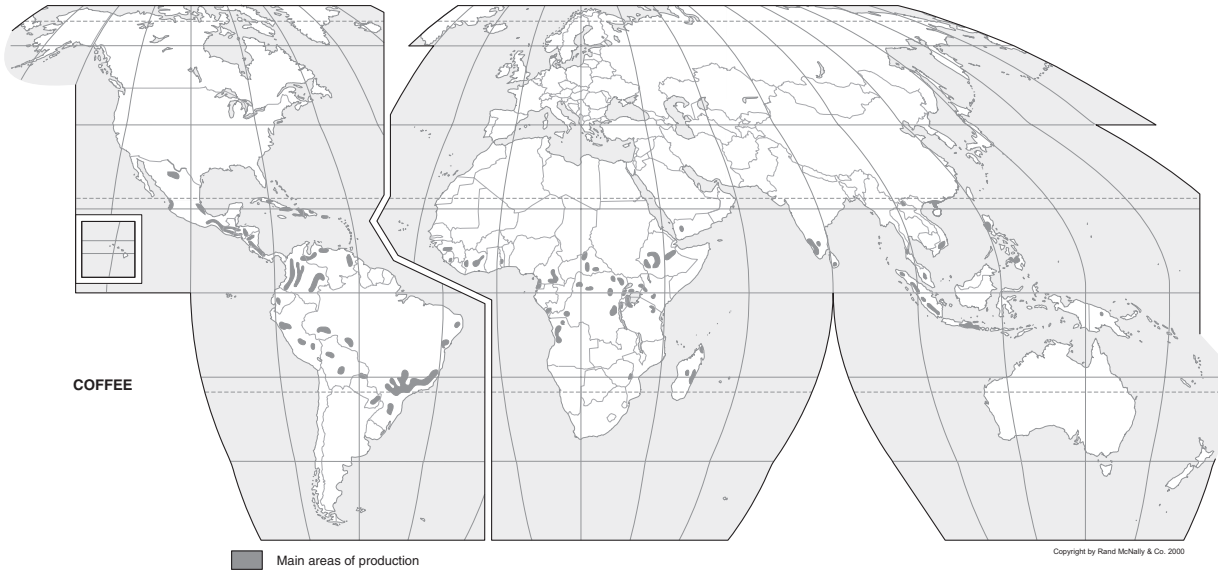 COFFEE
Main areas of production
Copyright by Rand McNally & Co. 2000